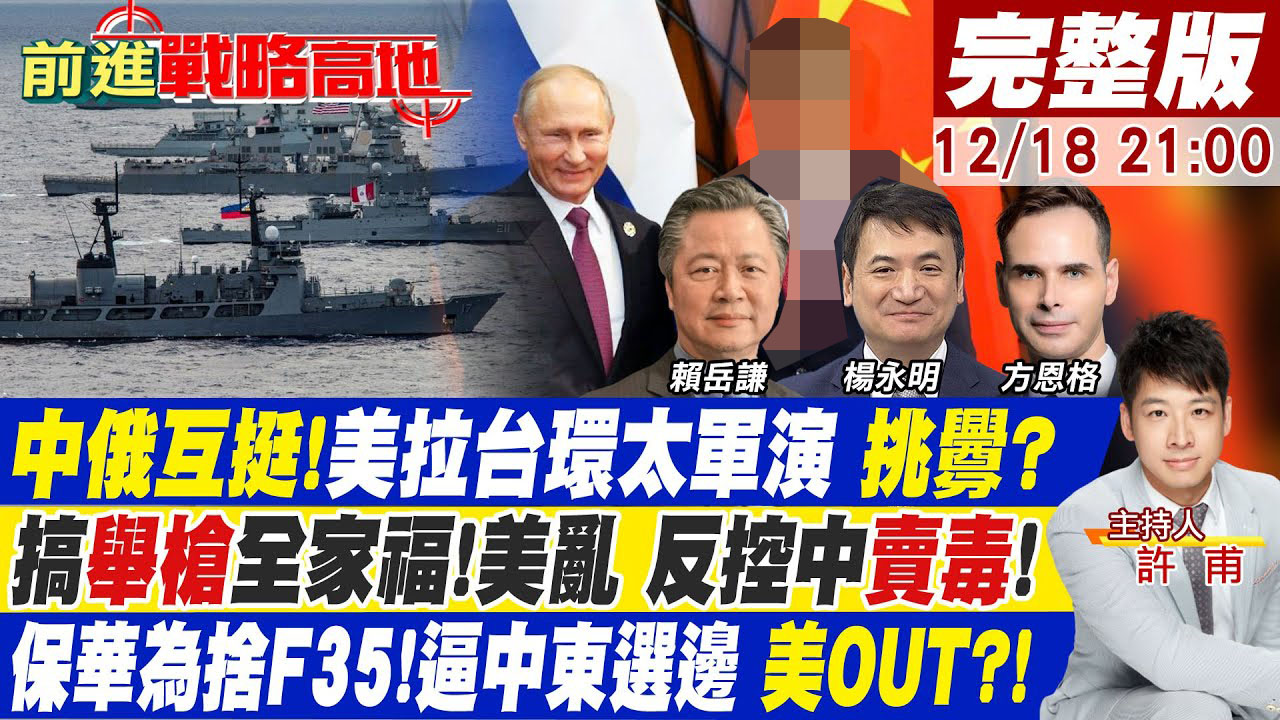 前進戰略高地
完整版
12/18 21:00
賴岳謙
楊永明
方恩格
中俄互挺!美拉台環太軍演 挑釁?
搞舉槍全家福!美亂 反控中賣毒!
保華為捨F35!逼中東選邊 美OUT?!
主持人
許 甫
17